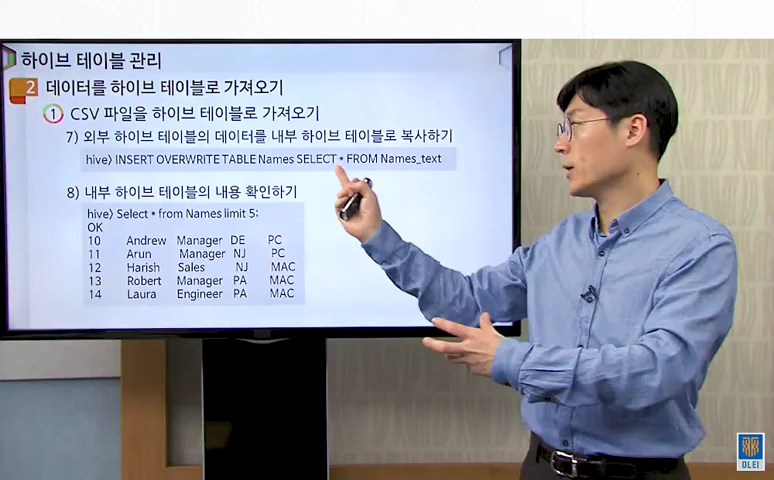 하이브 테이블 관리
2 데이터를 하이브 테이블로 가져오기
1 CSV 파일을 하이브 테이블로 가져오기
7) 외부 하이브 테이블의 데이터를 내부 하이브 테이블로 복사하기
hive⟩ INSERT OVERWRITE TABLE Names SELECT * FROM Names_text
8) 내부 하이브 테이블의 내용 확인하기
hive⟩ Select * from Names limit 5:
OK
10 Andrew Manager DE PC
11 Arun Manager NJ PC
12 Harish Sales NJ MAC
13 Robert Manager PA MAC
14 Laura Engineer PA MAC
OLEI